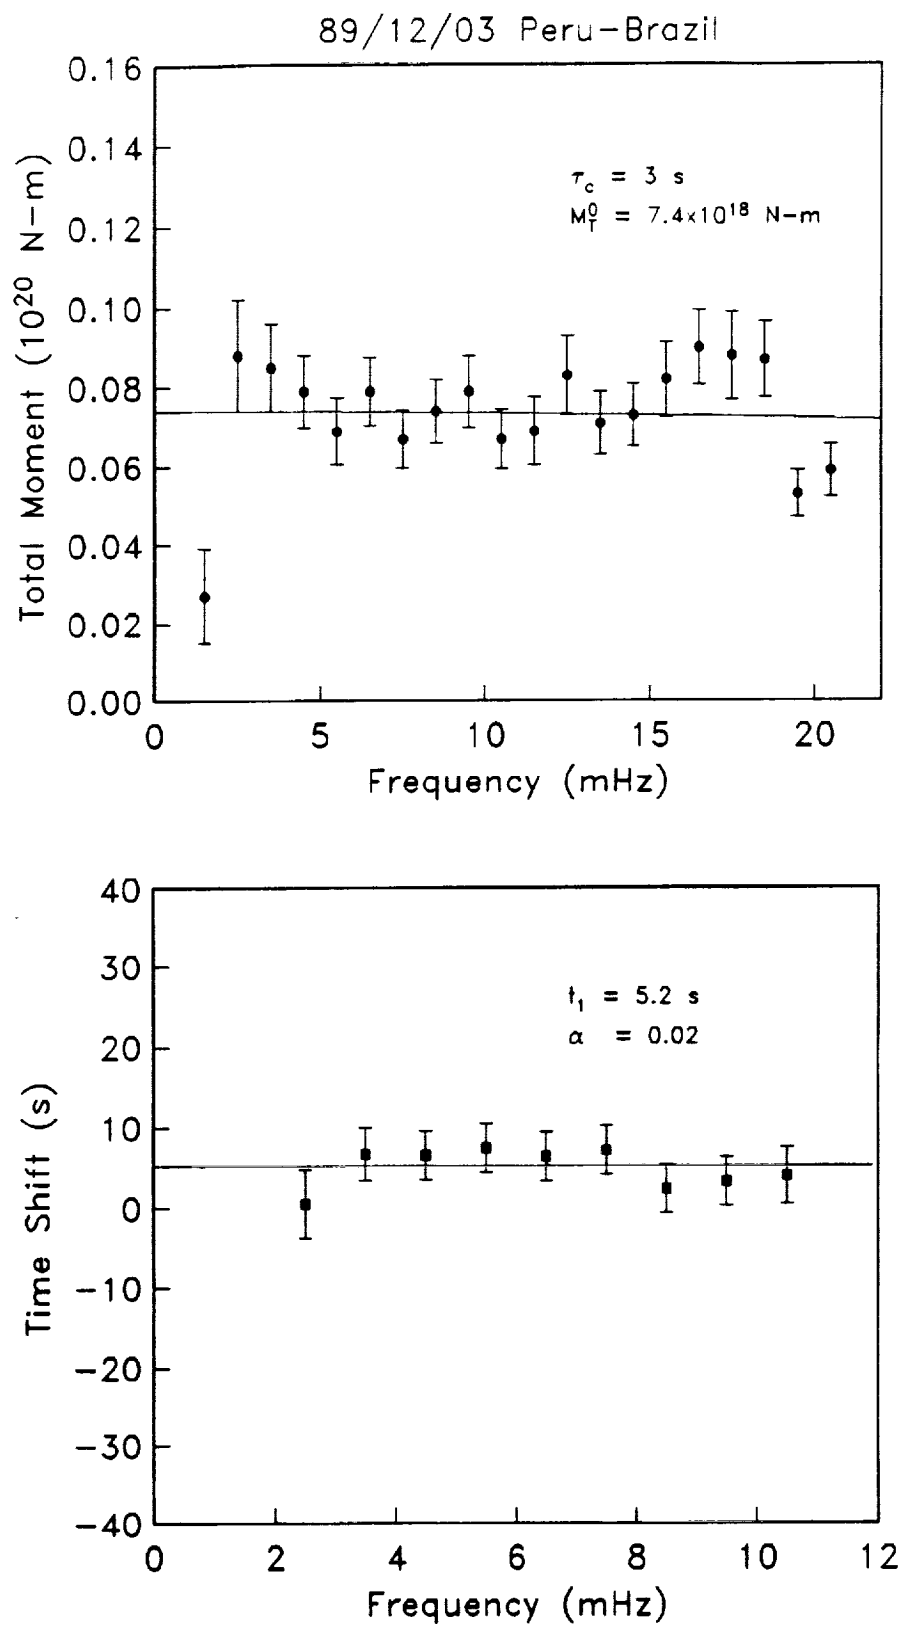 89/12/03 Peru-Brazil
0.16
0.14
0.12
0.10
0.08
0.06
0.04
0.02
0.00
Total Moment (10²⁰ N-m)
τc = 3 s
M⁰T = 7.4x10¹⁸ N-m
0 5 10 15 20
Frequency (mHz)
40
30
20
10
0
-10
-20
-30
-40
Time Shift (s)
t₁ = 5.2 s
α = 0.02
0 2 4 6 8 10 12
Frequency (mHz)